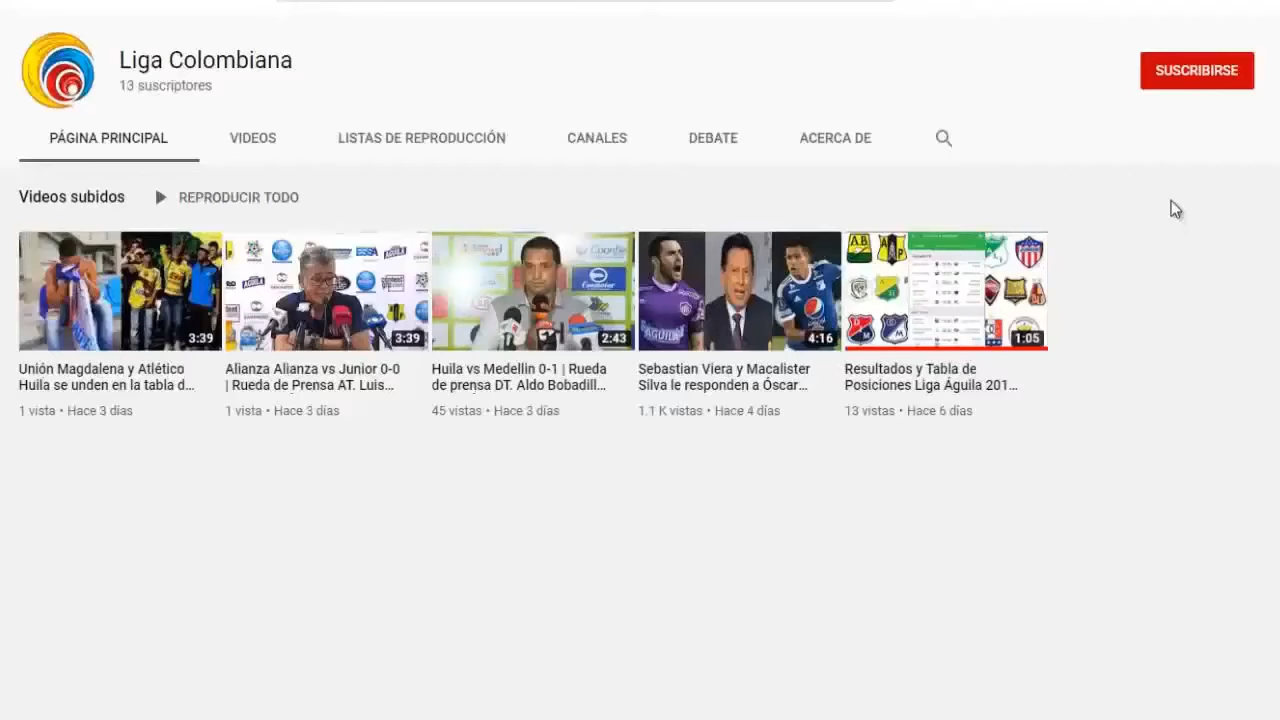 Liga Colombiana
13 suscriptores
SUSCRIBIRSE
PÁGINA PRINCIPAL
VIDEOS
LISTAS DE REPRODUCCIÓN
CANALES
DEBATE
ACERCA DE
Videos subidos
REPRODUCIR TODO
3:39
Unión Magdalena y Atlético
Huila se unden en la tabla d...
1 vista • Hace 3 días
3:39
Alianza Alianza vs Junior 0-0
| Rueda de Prensa AT. Luis...
1 vista • Hace 3 días
2:43
Huila vs Medellin 0-1 | Rueda
de prensa DT. Aldo Bobadill...
45 vistas • Hace 3 días
4:16
Sebastian Viera y Macalister
Silva le responden a Óscar...
1.1 K vistas • Hace 4 días
1:05
Resultados y Tabla de
Posiciones Liga Águila 201...
13 vistas • Hace 6 días